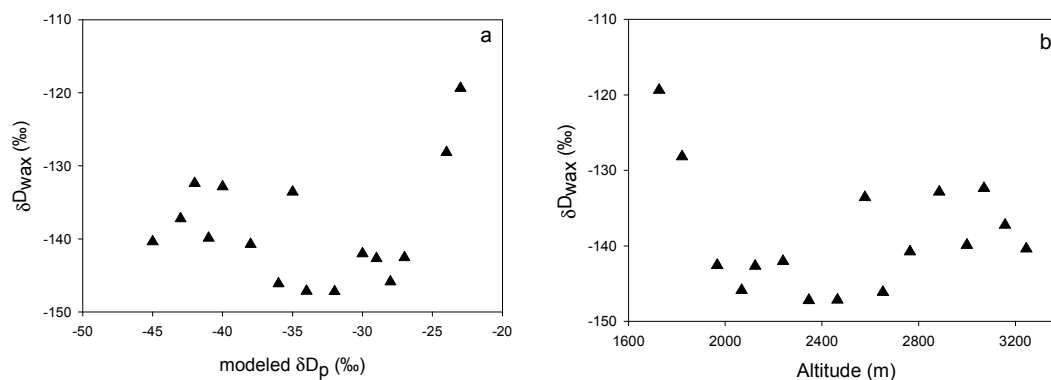 a
-110
-120
-130
-140
-150
δDwax (‰)
-50 -45 -40 -35 -30 -25 -20
modeled δDp (‰)
b
-110
-120
-130
-140
-150
δDwax (‰)
1600 2000 2400 2800 3200
Altitude (m)